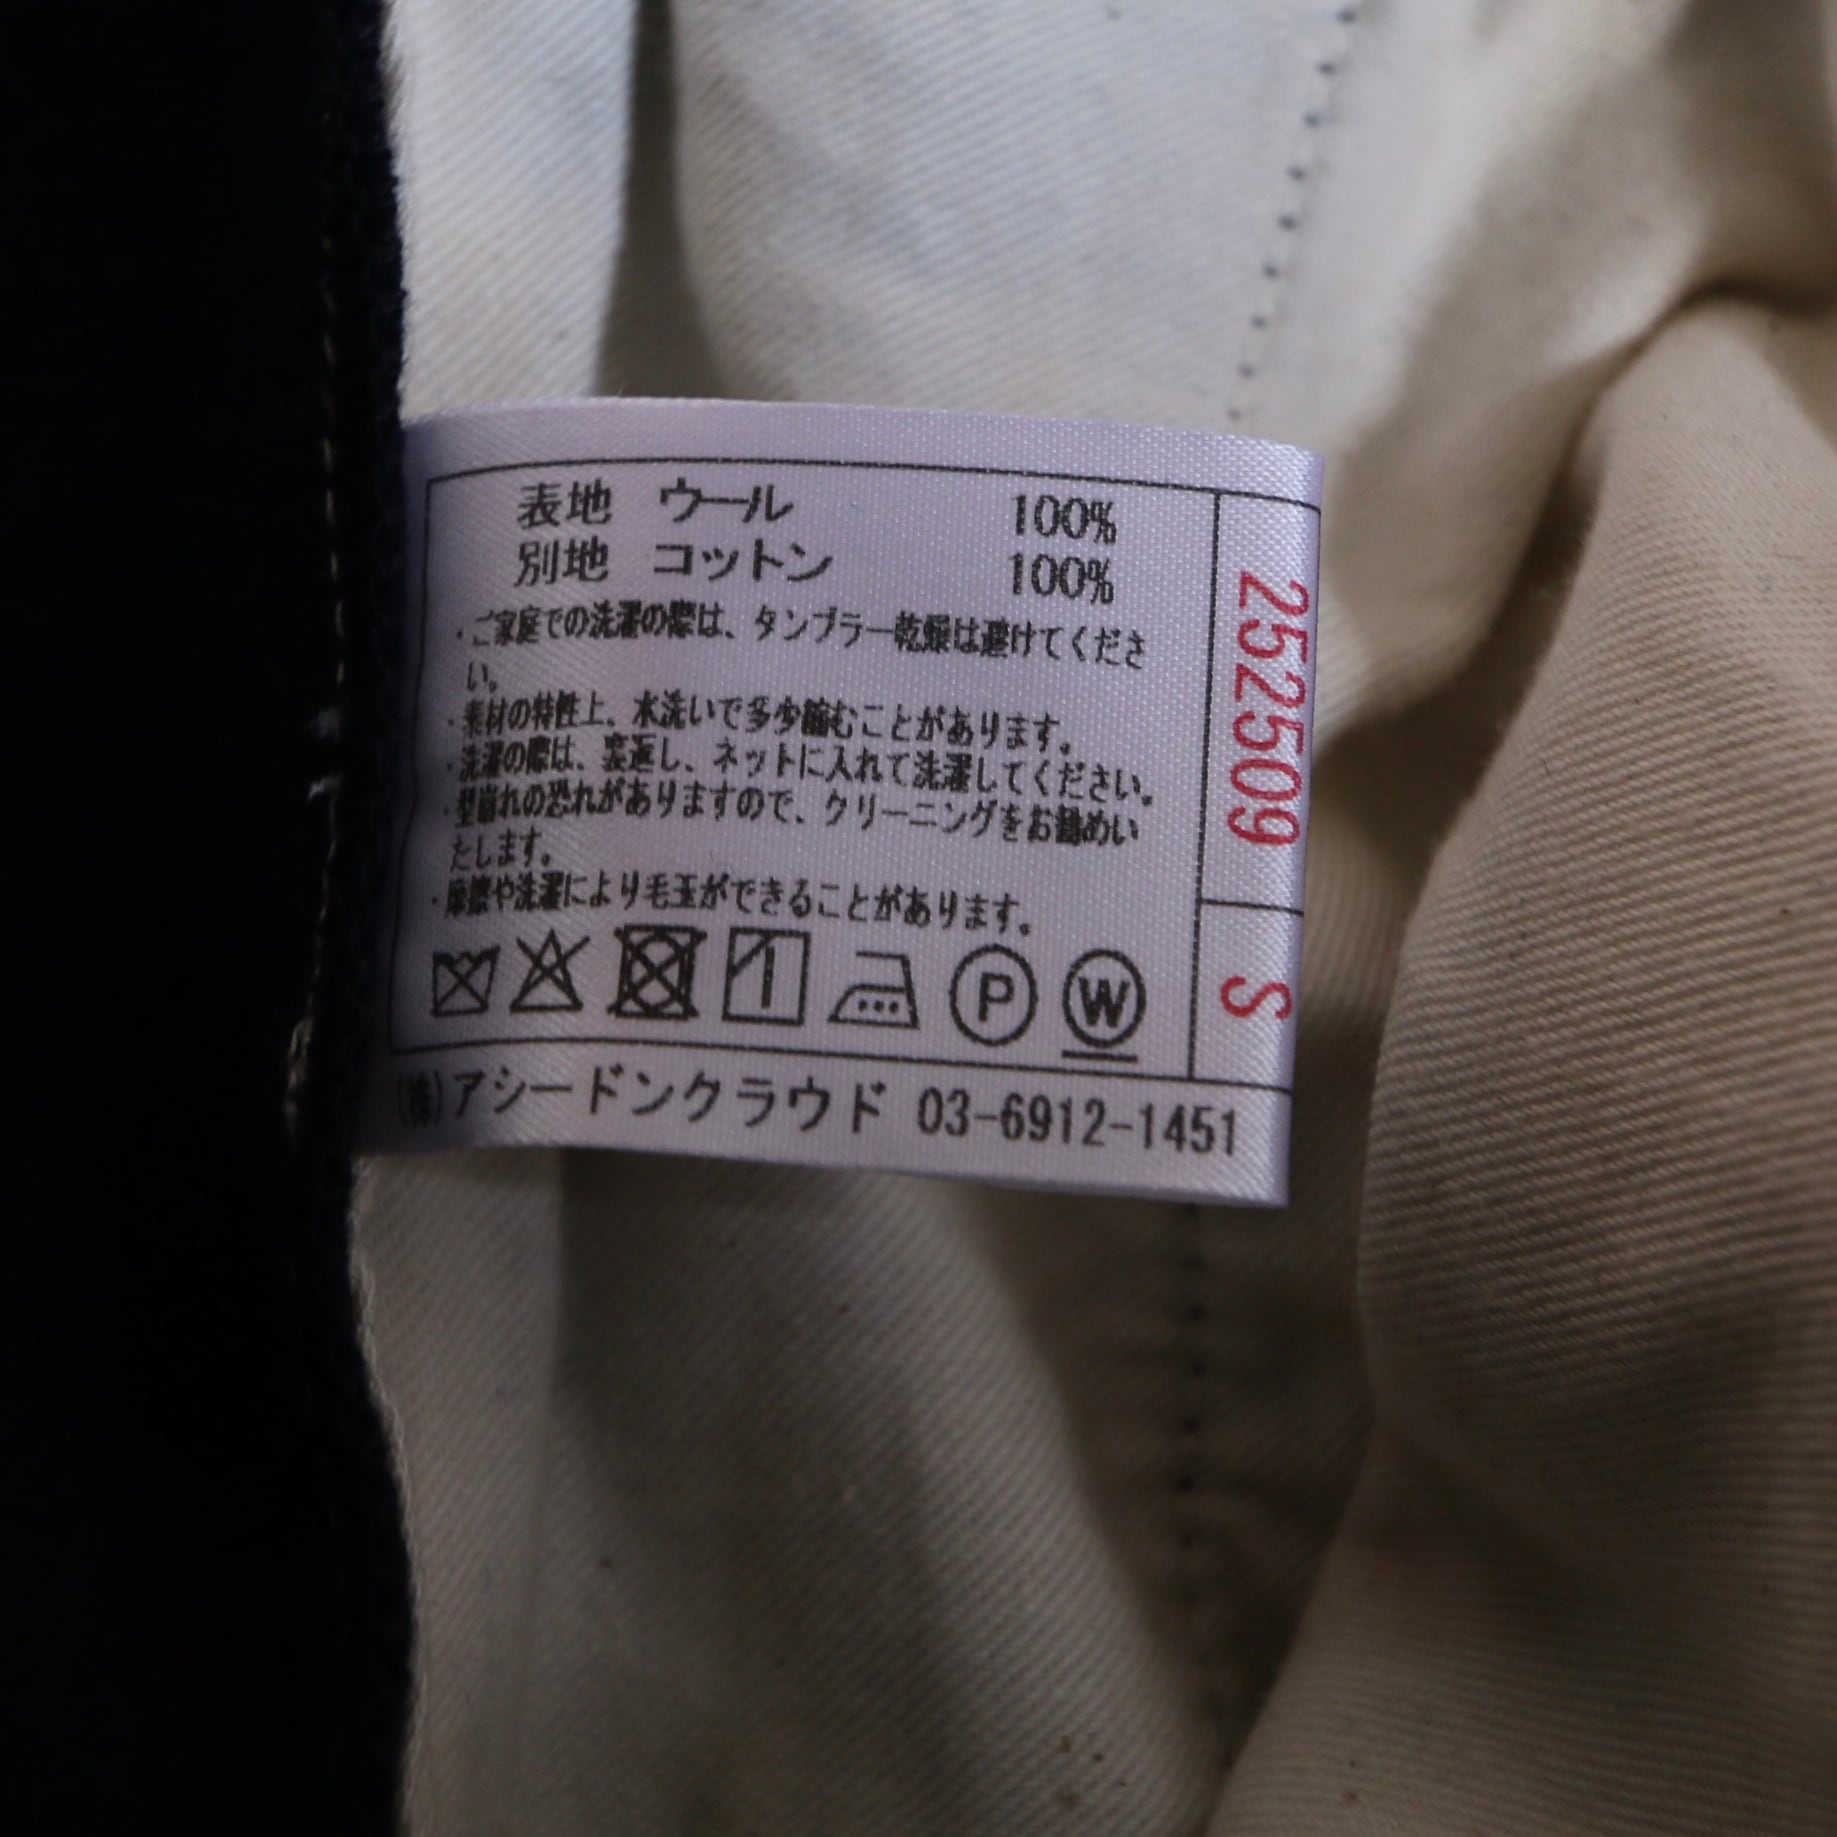 表地 ウール 100%
別地 コットン 100%
・ご家庭での洗濯の際は、タンブラー乾燥は避けてくださ
い。
・素材の特性上、水洗いで多少縮むことがあります。
・洗濯の際は、裏返し、ネットに入れて洗濯してください。
・型崩れの恐れがありますので、クリーニングをお勧めい
たします。
・摩擦や洗濯により毛玉ができることがあります。
P W
(株)アシードンクラウド 03-6912-1451
252509
S